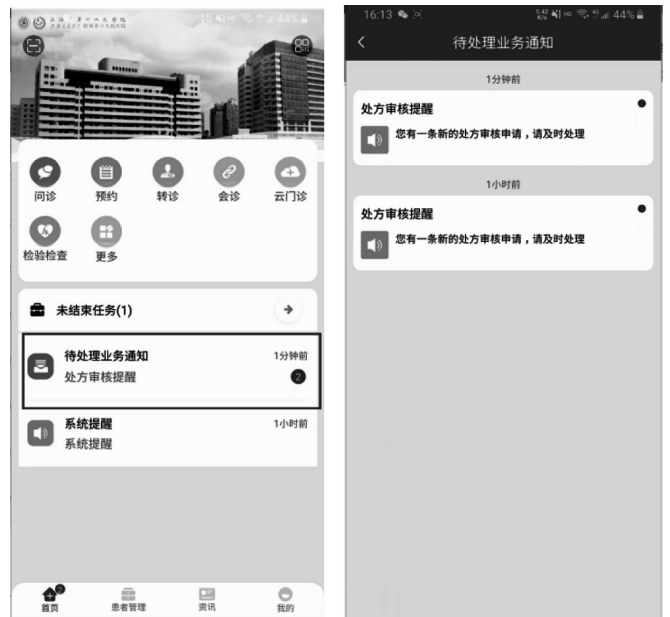 问诊
预约
转诊
会诊
云门诊
检验检查
更多
未结束任务(1)
待处理业务通知
1分钟前
处方审核提醒
2
系统提醒
1小时前
系统提醒
2
首页
患者管理
资讯
我的
16:13
44%
待处理业务通知
1分钟前
处方审核提醒
您有一条新的处方审核申请，请及时处理
1小时前
处方审核提醒
您有一条新的处方审核申请，请及时处理